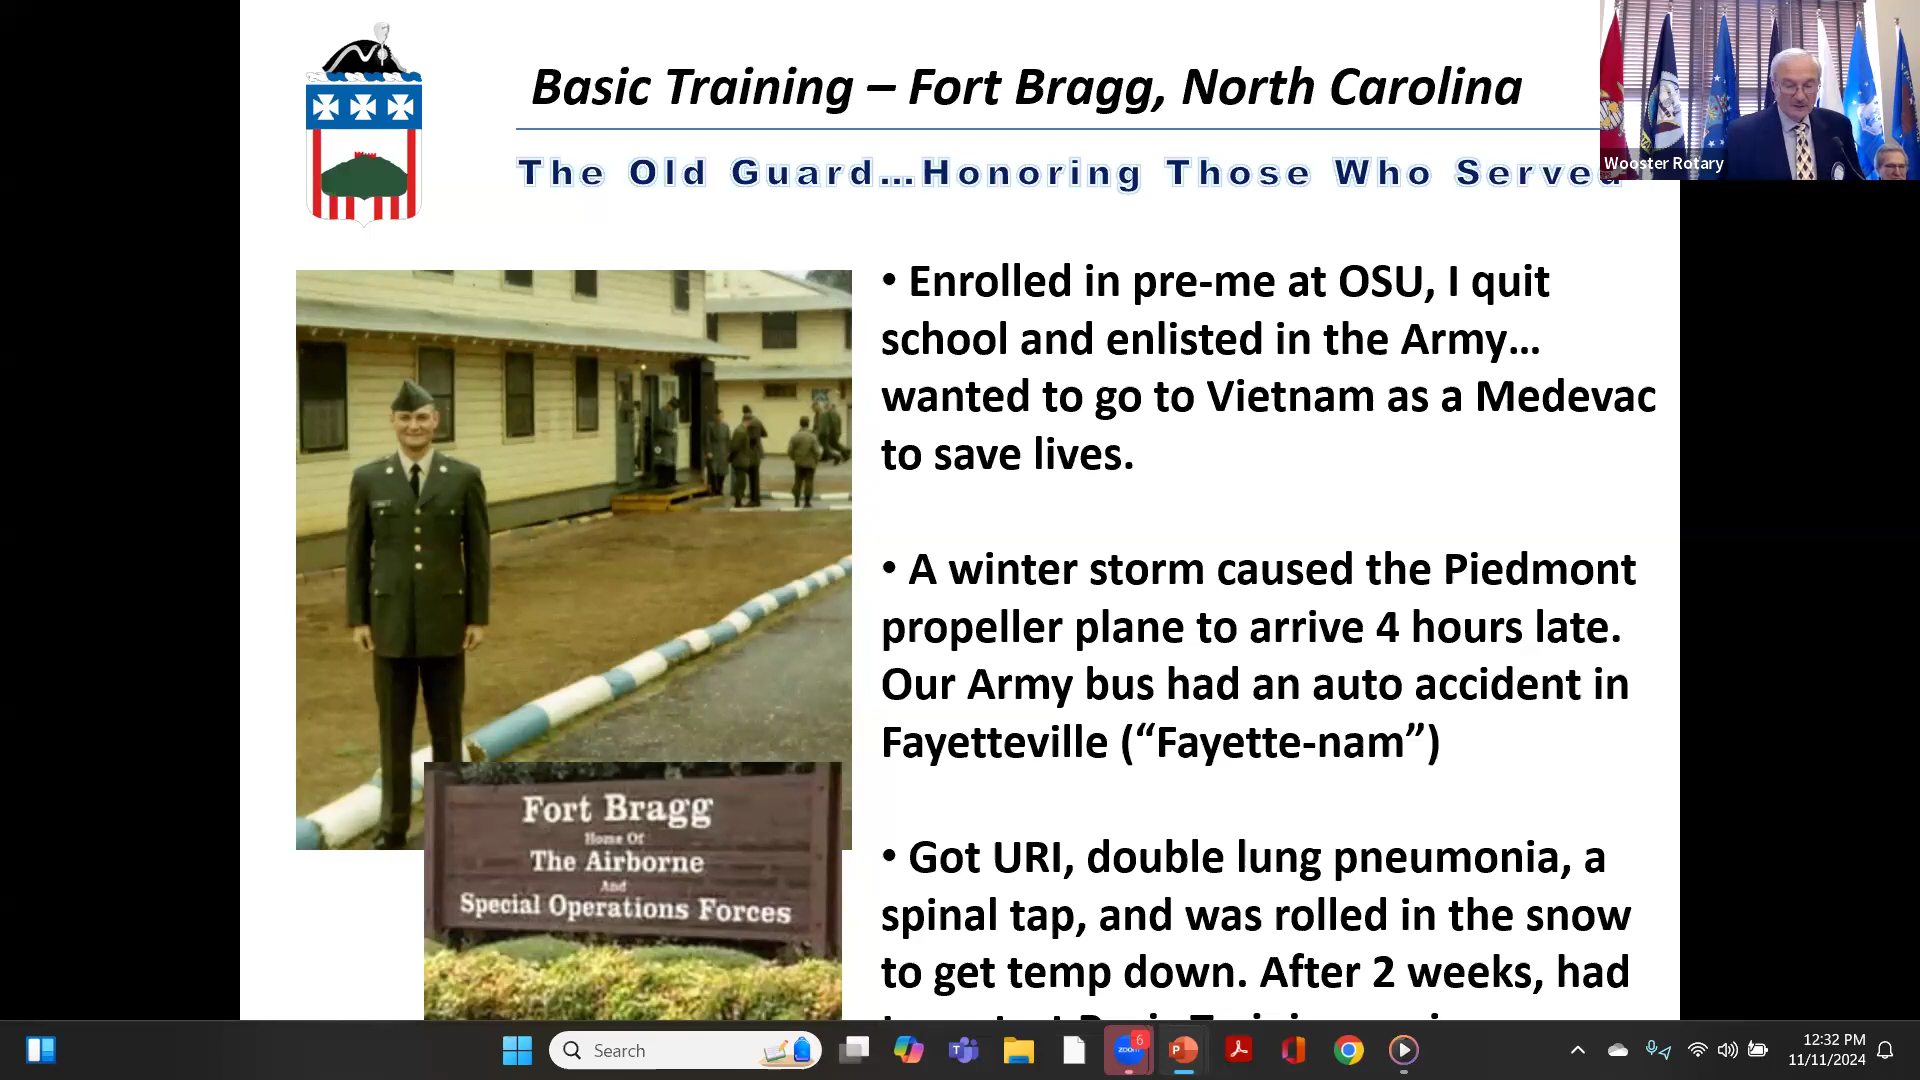 Basic Training – Fort Bragg, North Carolina
The Old Guard…Honoring Those Who Served
Wooster Rotary
• Enrolled in pre-me at OSU, I quit
school and enlisted in the Army…
wanted to go to Vietnam as a Medevac
to save lives.
• A winter storm caused the Piedmont
propeller plane to arrive 4 hours late.
Our Army bus had an auto accident in
Fayetteville (“Fayette-nam”)
• Got URI, double lung pneumonia, a
spinal tap, and was rolled in the snow
to get temp down. After 2 weeks, had
Fort Bragg
Home Of
The Airborne
And
Special Operations Forces
Search
zoom
6
12:32 PM
11/11/2024